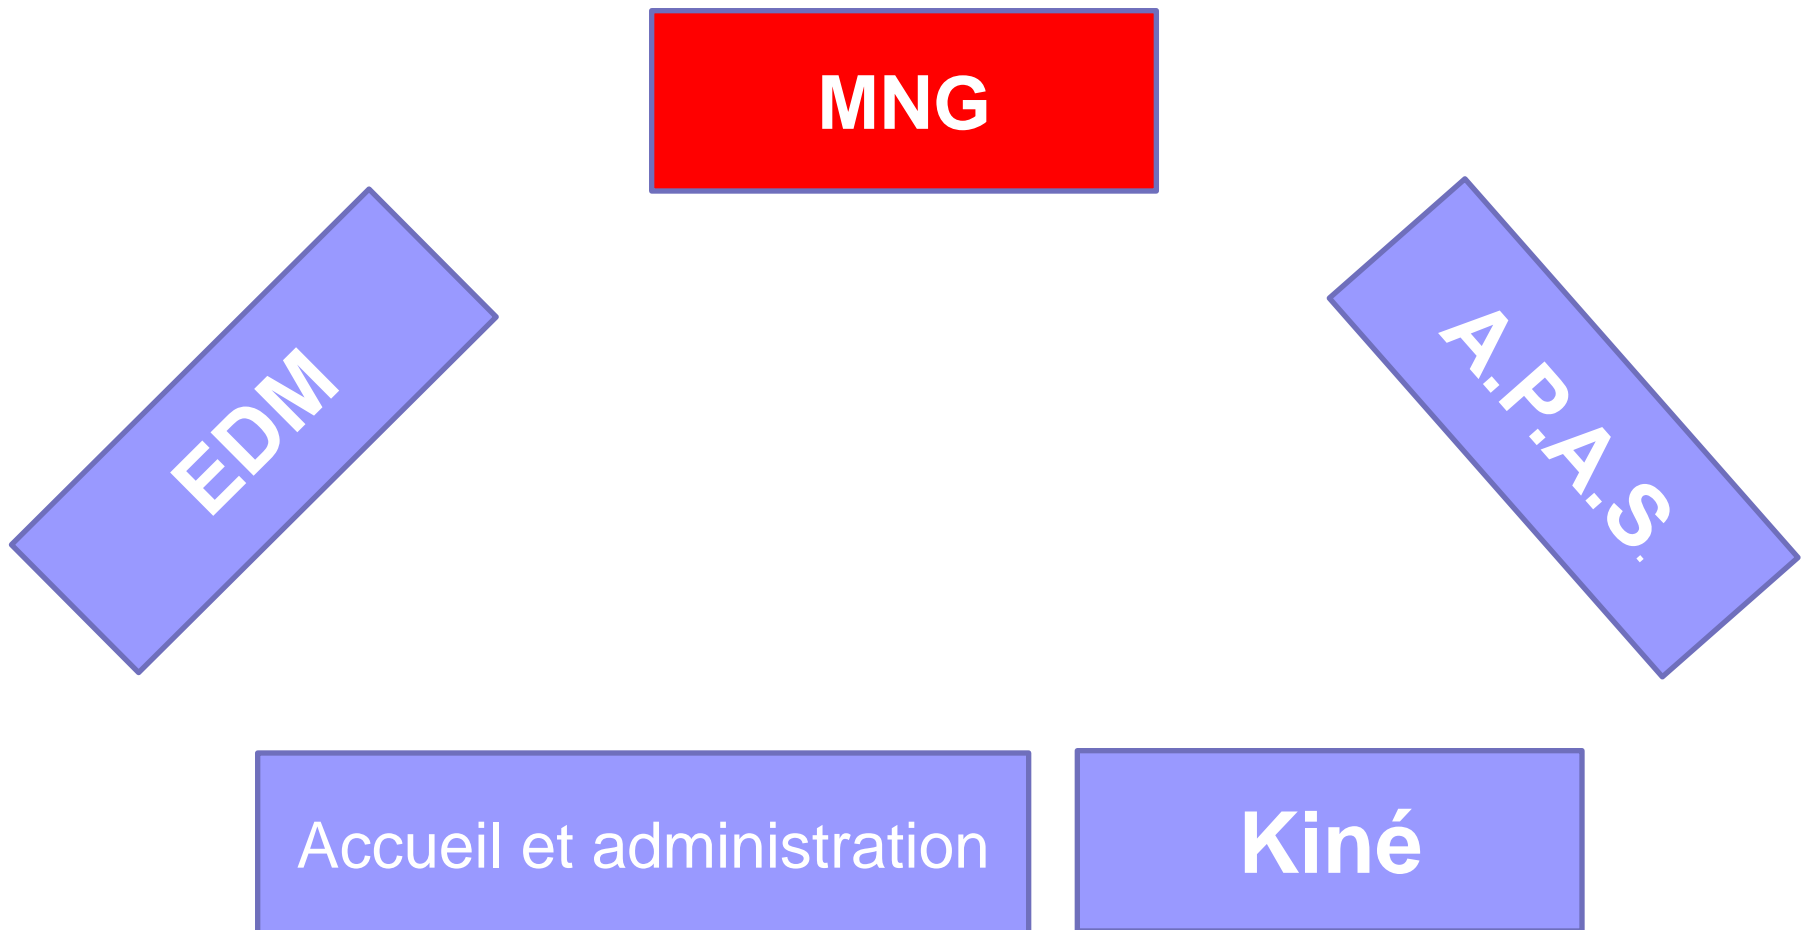 MNG
EDM
A.P.A.S.
Accueil et administration
Kiné